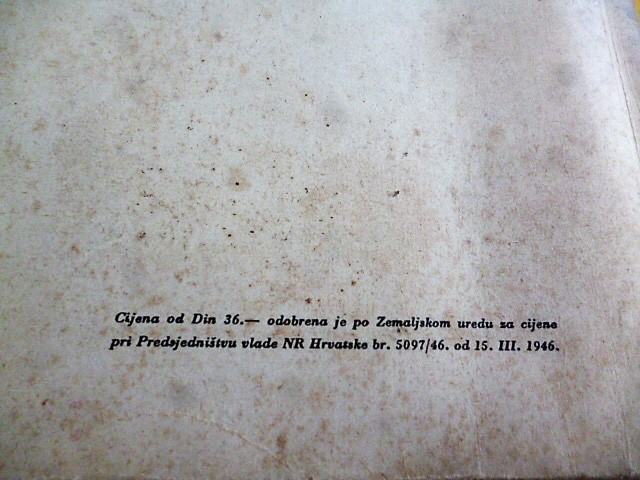 Cijena od Din 36.— odobrena je po Zemaljskom uredu za cijene
pri Predsjedništvu vlade NR Hrvatske br. 5097/46. od 15. III. 1946.